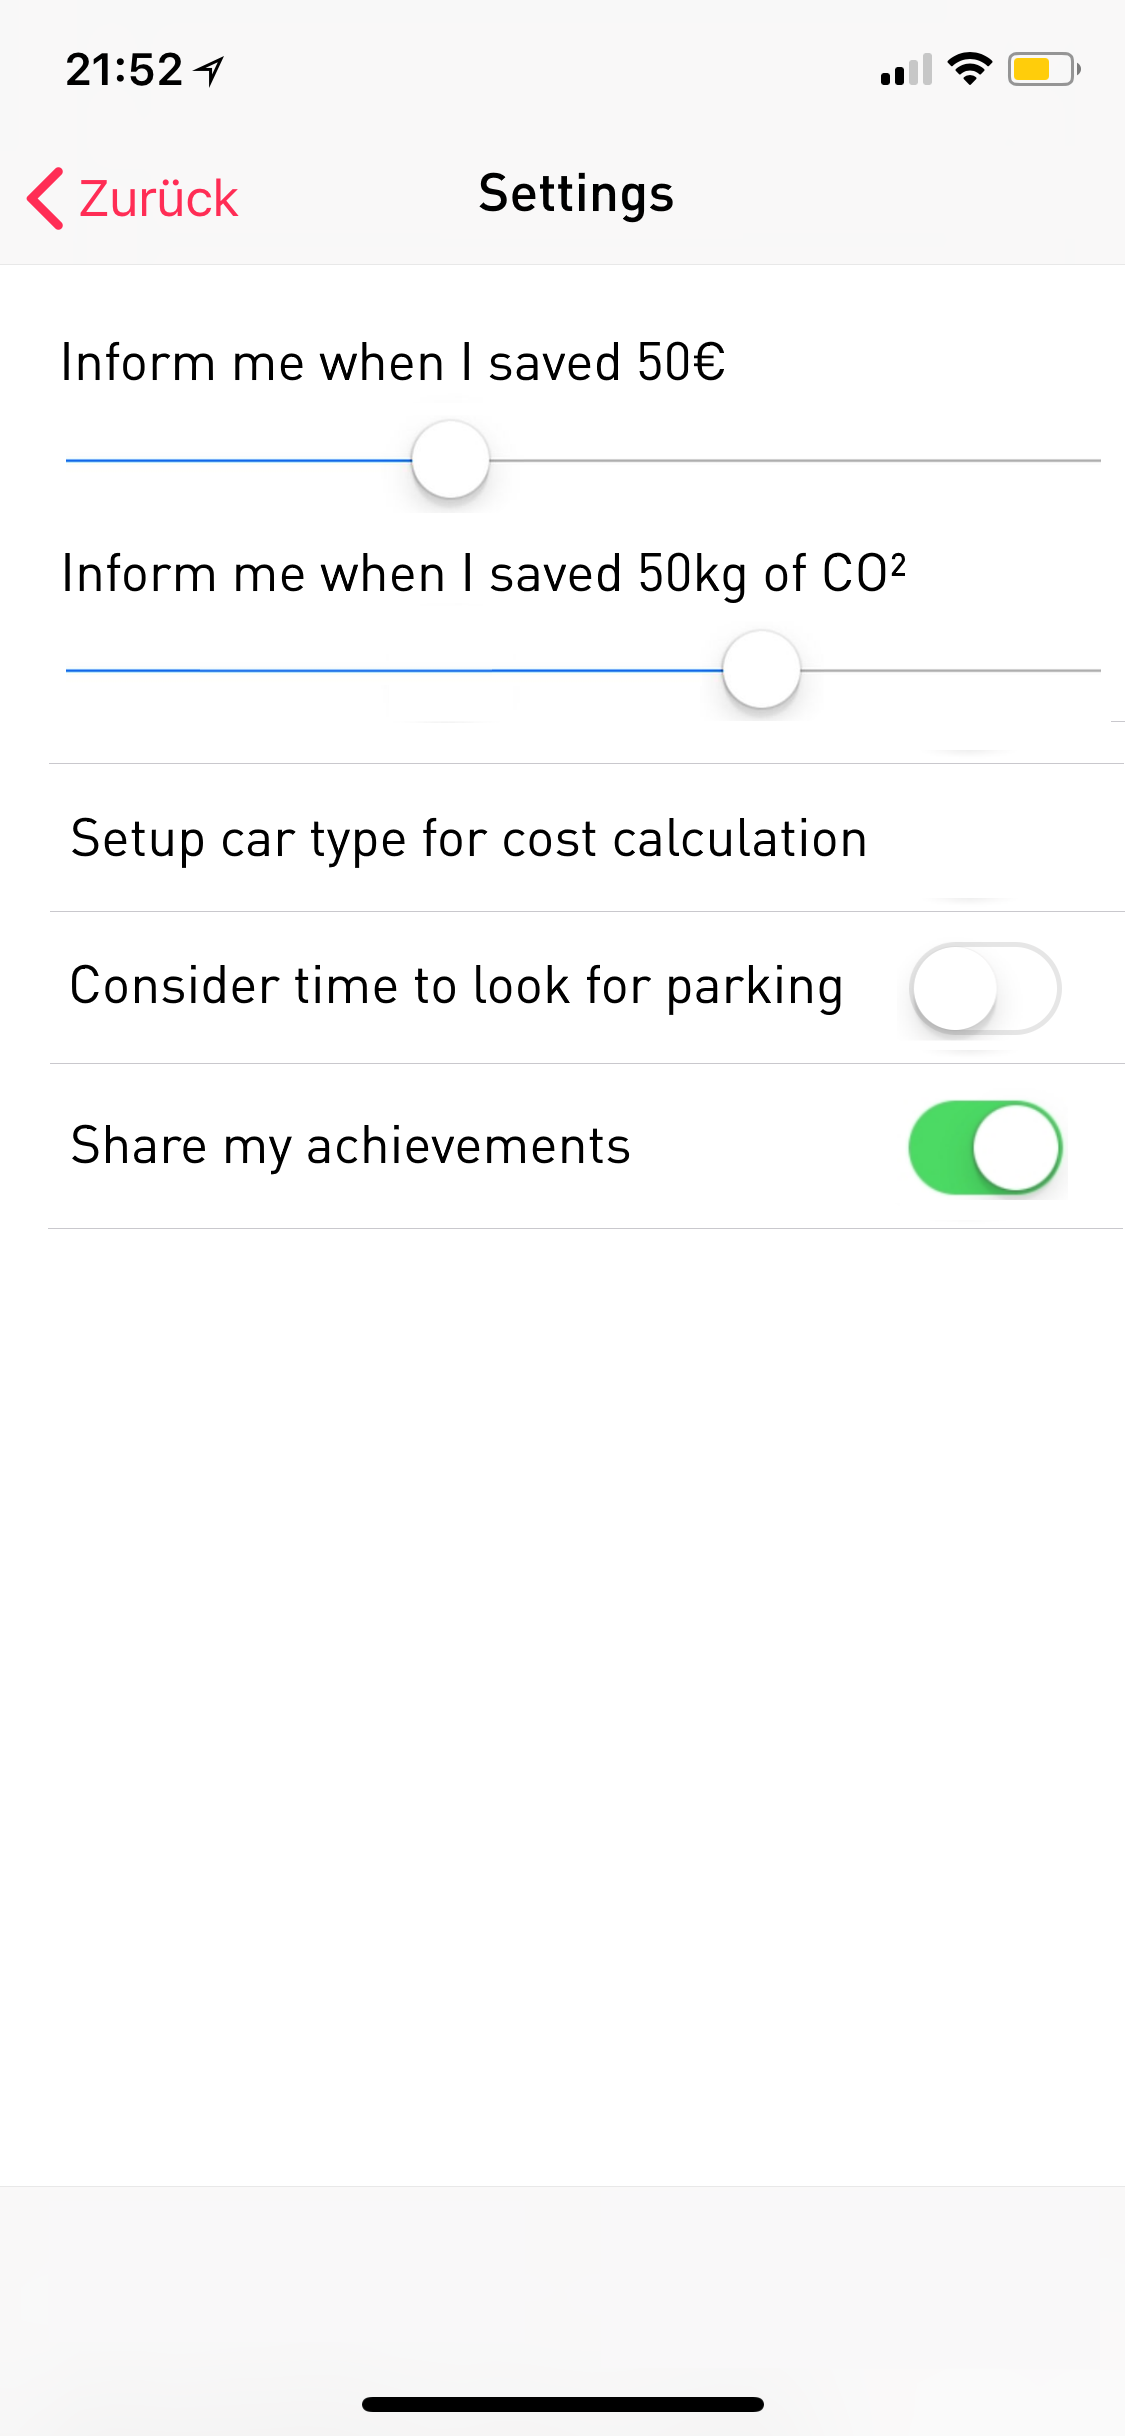 21:52
Zurück
Settings
Inform me when I saved 50€
Inform me when I saved 50kg of CO²
Setup car type for cost calculation
Consider time to look for parking
Share my achievements